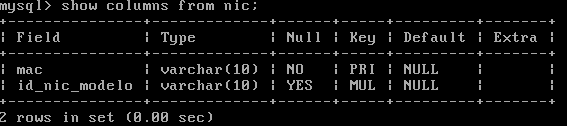 mysql> show columns from nic;
+---------------+-------------+------+-----+---------+-------+
| Field         | Type        | Null | Key | Default | Extra |
+---------------+-------------+------+-----+---------+-------+
| mac           | varchar(10) | NO   | PRI | NULL    |       |
| id_nic_modelo | varchar(10) | YES  | MUL | NULL    |       |
+---------------+-------------+------+-----+---------+-------+
2 rows in set (0.00 sec)